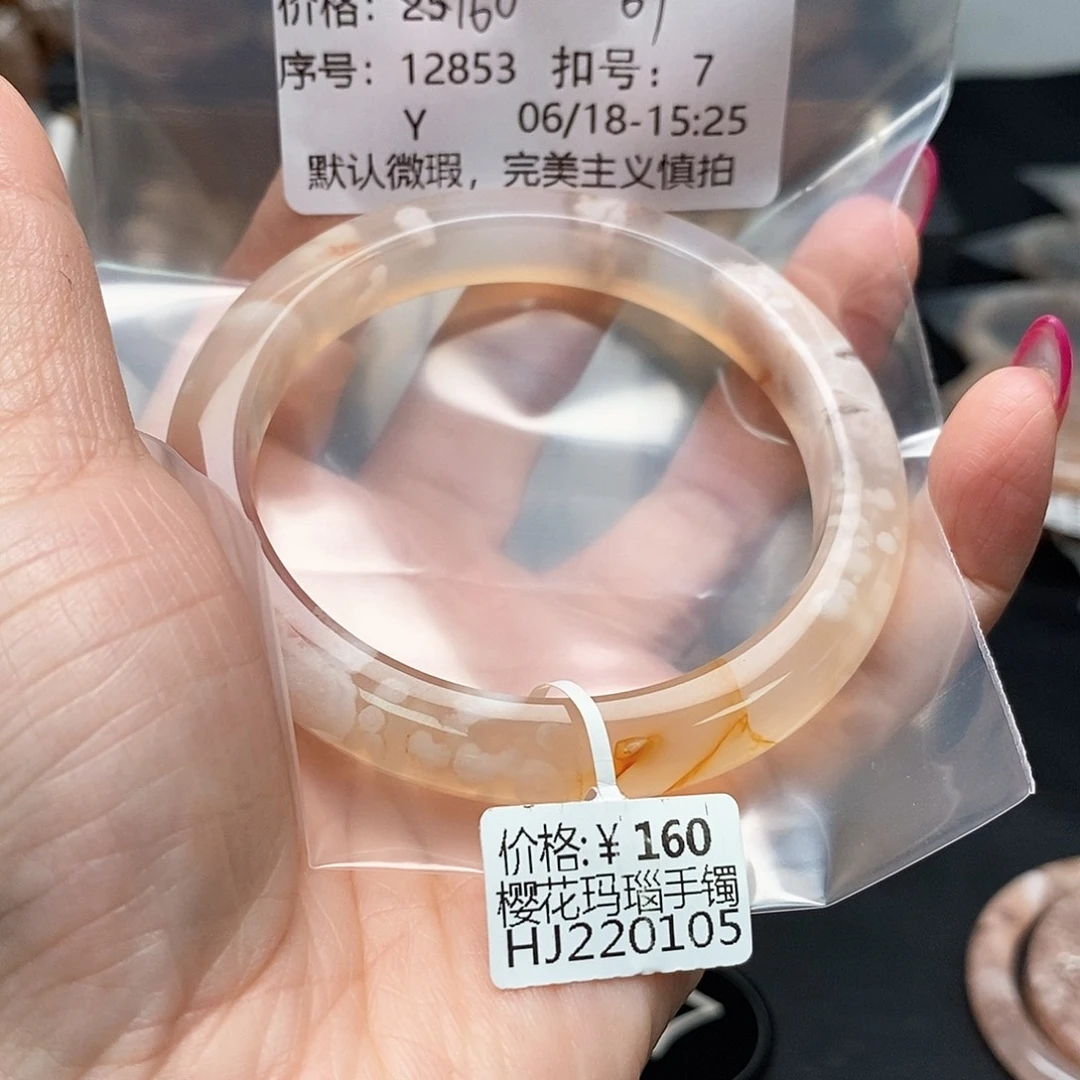 价格：160
序号：12853 扣号：7
Y 06/18-15:25
默认微瑕，完美主义慎拍
价格:￥160
樱花玛瑙手镯
HJ220105